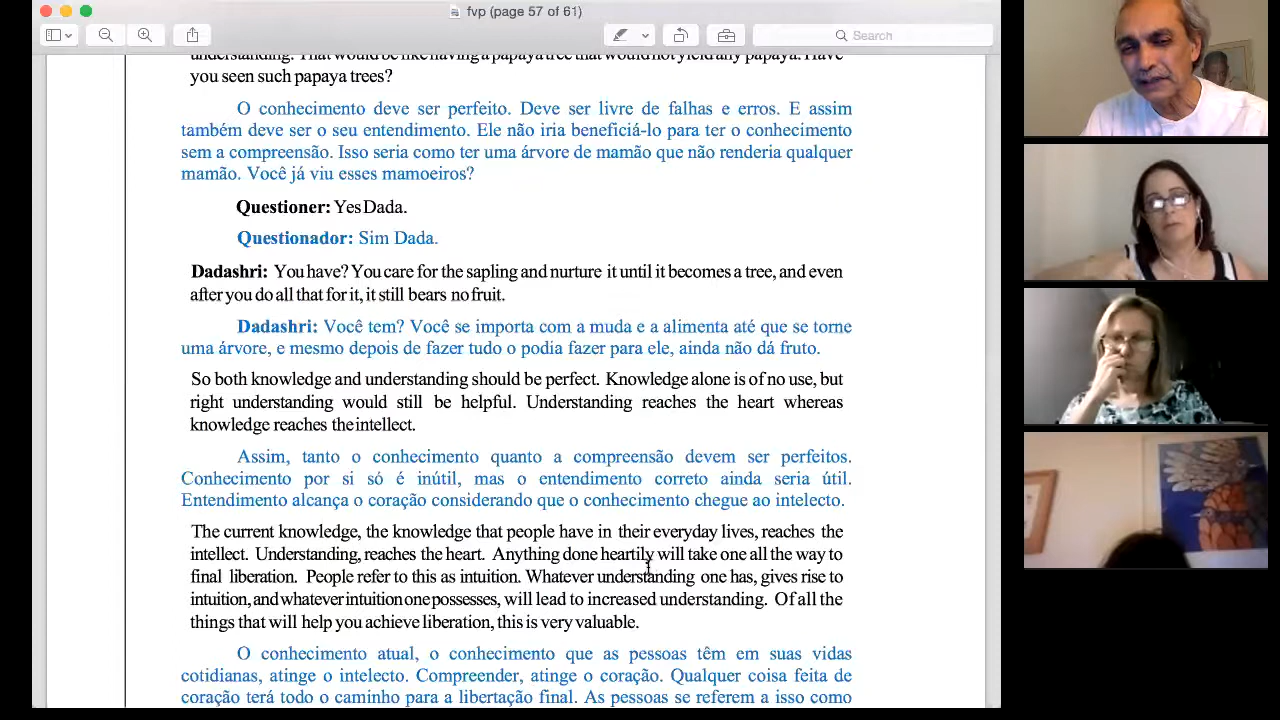 fvp (page 57 of 61)
Search
understanding. That would be like having a papaya tree that would not yield any papaya. Have
you seen such papaya trees?
O conhecimento deve ser perfeito. Deve ser livre de falhas e erros. E assim
também deve ser o seu entendimento. Ele não iria beneficiá-lo para ter o conhecimento
sem a compreensão. Isso seria como ter uma árvore de mamão que não renderia qualquer
mamão. Você já viu esses mamoeiros?
Questioner: Yes Dada.
Questionador: Sim Dada.
Dadashri: You have? You care for the sapling and nurture it until it becomes a tree, and even
after you do all that for it, it still bears no fruit.
Dadashri: Você tem? Você se importa com a muda e a alimenta até que se torne
uma árvore, e mesmo depois de fazer tudo o podia fazer para ele, ainda não dá fruto.
So both knowledge and understanding should be perfect. Knowledge alone is of no use, but
right understanding would still be helpful. Understanding reaches the heart whereas
knowledge reaches the intellect.
Assim, tanto o conhecimento quanto a compreensão devem ser perfeitos.
Conhecimento por si só é inútil, mas o entendimento correto ainda seria útil.
Entendimento alcança o coração considerando que o conhecimento chegue ao intelecto.
The current knowledge, the knowledge that people have in their everyday lives, reaches the
intellect. Understanding, reaches the heart. Anything done heartily will take one all the way to
final liberation. People refer to this as intuition. Whatever understanding one has, gives rise to
intuition, and whatever intuition one possesses, will lead to increased understanding. Of all the
things that will help you achieve liberation, this is very valuable.
O conhecimento atual, o conhecimento que as pessoas têm em suas vidas
cotidianas, atinge o intelecto. Compreender, atinge o coração. Qualquer coisa feita de
coração terá todo o caminho para a libertação final. As pessoas se referem a isso como